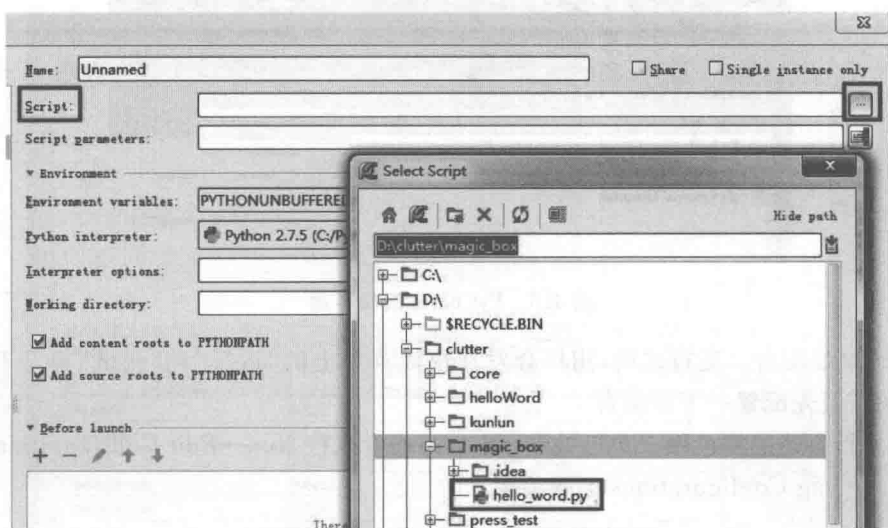 Name: Unnamed
Share
Single instance only
Script:
...
Script parameters:
Environment
Environment variables: PYTHONUNBUFFERED
Python interpreter: Python 2.7.5 (C:/Py
Interpreter options:
Working directory:
Add content roots to PYTHONPATH
Add source roots to PYTHONPATH
Before launch
There
Select Script
Hide path
D:\clutter\magic_box
C:\
D:\
$RECYCLE.BIN
clutter
core
helloWord
kunlun
magic_box
.idea
hello_word.py
press_test